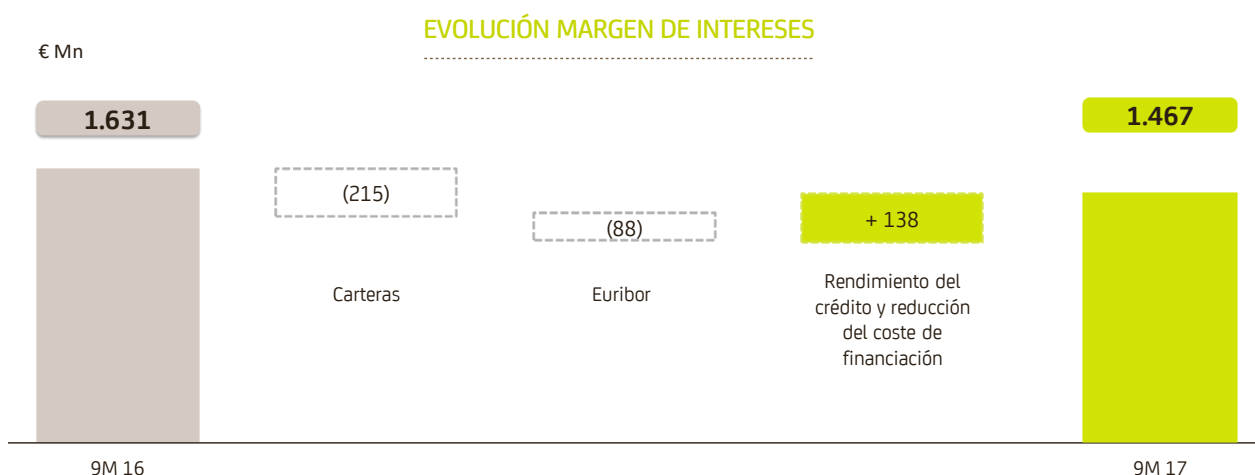 EVOLUCIÓN MARGEN DE INTERESES
€ Mn
1.631
1.467
(215)
(88)
+ 138
Carteras
Euribor
Rendimiento del
crédito y reducción
del coste de
financiación
9M 16
9M 17